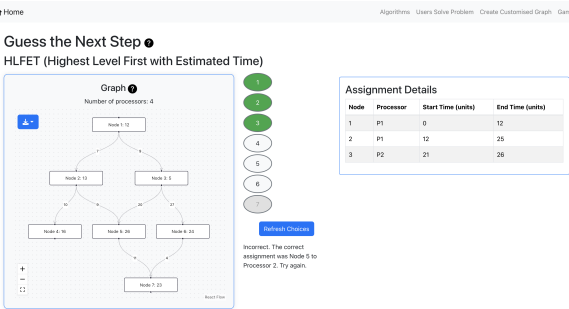 Home
Algorithms Users Solve Problem Create Customised Graph
Guess the Next Step ?
HLFET (Highest Level First with Estimated Time)
Graph ?
Number of processors: 4
Node 1: 12
Node 2: 13
Node 3: 5
10
27
Node 4: 16
Node 5: 26
Node 6: 24
Node 7: 23
React Flow
1
2
3
4
5
6
7
Refresh Choices
Incorrect. The correct
assignment was Node 5 to
Processor 2. Try again.
Assignment Details
Node Processor Start Time (units) End Time (units)
1 P1 0 12
2 P1 12 25
3 P2 21 26